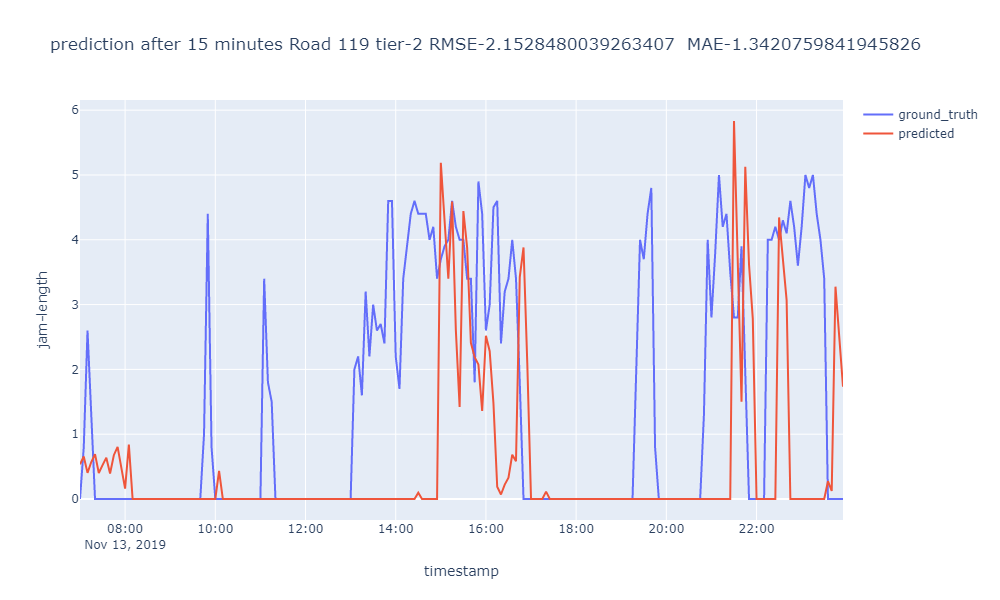 prediction after 15 minutes Road 119 tier-2 RMSE-2.1528480039263407 MAE-1.3420759841945826
ground_truth
predicted
6
5
4
3
2
1
0
jam-length
08:00 10:00 12:00 14:00 16:00 18:00 20:00 22:00
Nov 13, 2019
timestamp